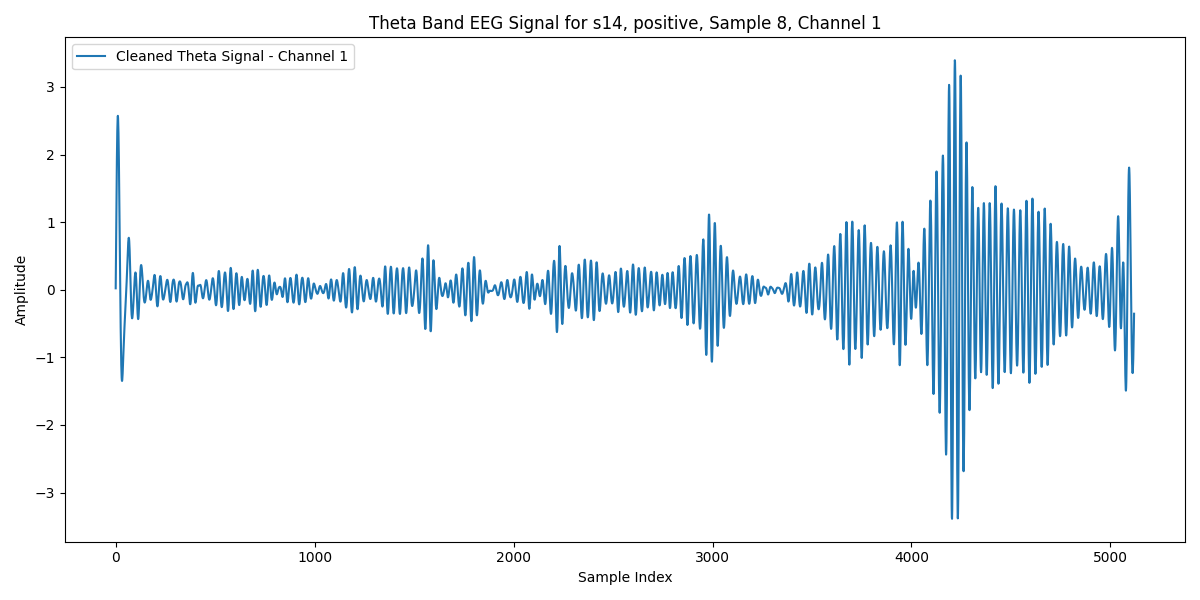 Theta Band EEG Signal for s14, positive, Sample 8, Channel 1
Cleaned Theta Signal - Channel 1
Amplitude
3
2
1
0
−1
−2
−3
0 1000 2000 3000 4000 5000
Sample Index